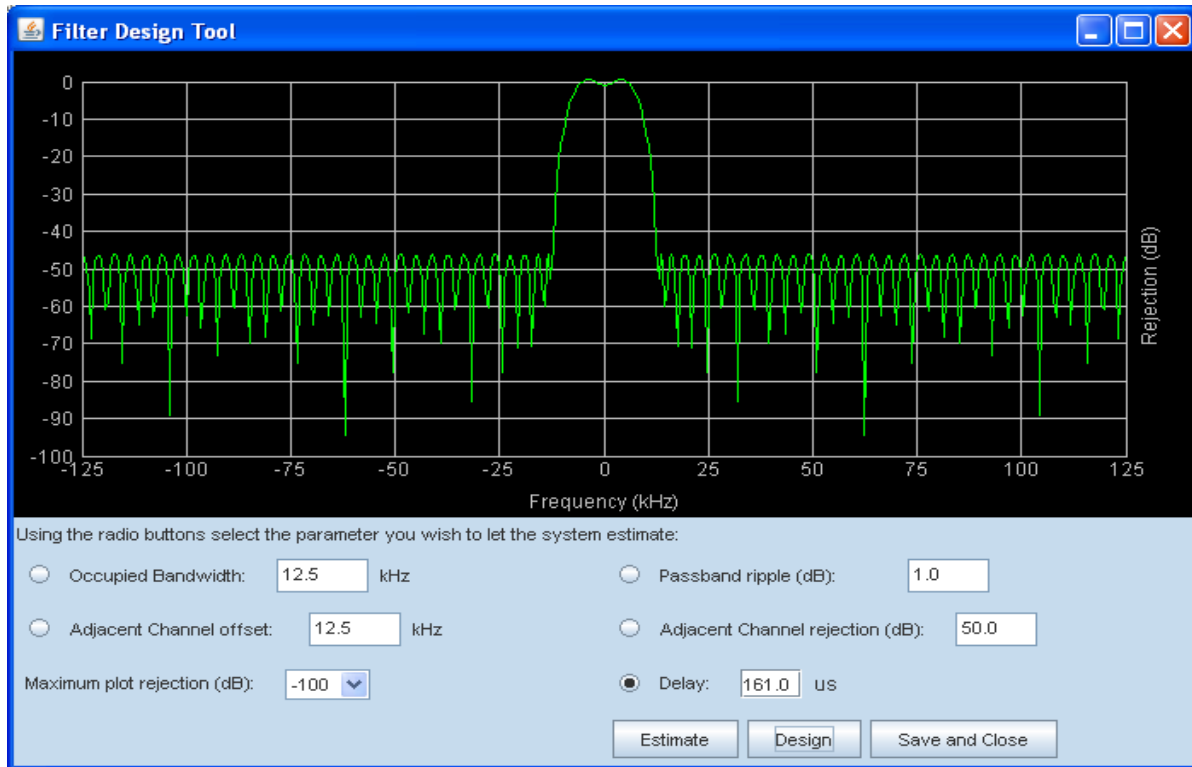 Filter Design Tool
0
-10
-20
-30
-40
-50
-60
-70
-80
-90
-100
Rejection (dB)
-125 -100 -75 -50 -25 0 25 50 75 100 125
Frequency (kHz)
Using the radio buttons select the parameter you wish to let the system estimate:
Occupied Bandwidth: 12.5 kHz Passband ripple (dB): 1.0
Adjacent Channel offset: 12.5 kHz Adjacent Channel rejection (dB): 50.0
Maximum plot rejection (dB): -100 Delay: 161.0 us
Estimate Design Save and Close